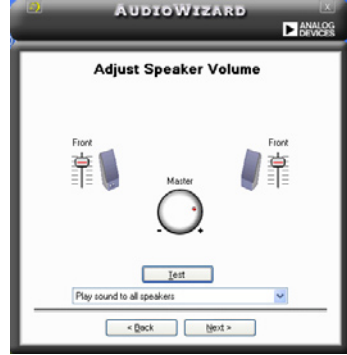 AUDIOWIZARD
ANALOG
DEVICES
Adjust Speaker Volume
Front
Front
Master
- +
Test
Play sound to all speakers
< Back
Next >